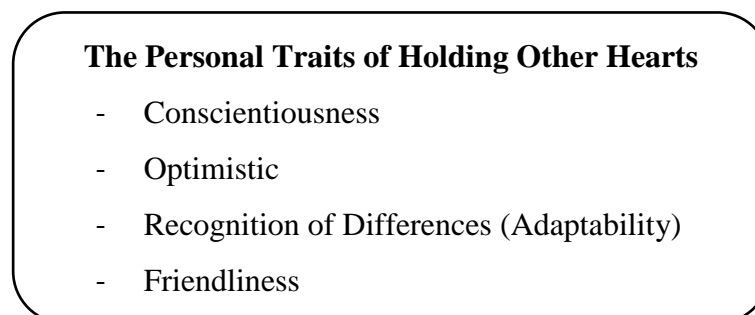 The Personal Traits of Holding Other Hearts
- Conscientiousness
- Optimistic
- Recognition of Differences (Adaptability)
- Friendliness